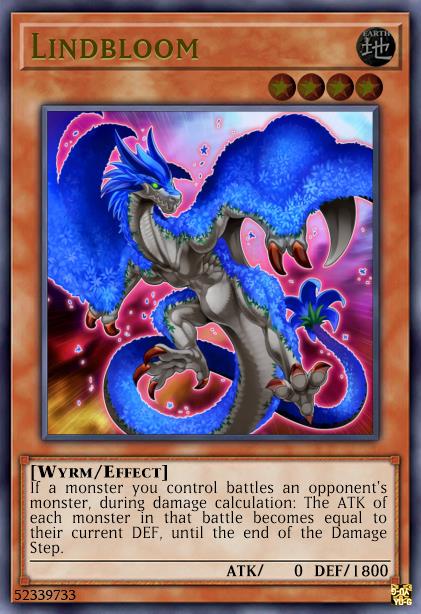 LINDBLOOM
EARTH
地
[WYRM/EFFECT]
If a monster you control battles an opponent's
monster, during damage calculation: The ATK of
each monster in that battle becomes equal to
their current DEF, until the end of the Damage
Step.
ATK/ 0 DEF/1800
52339733